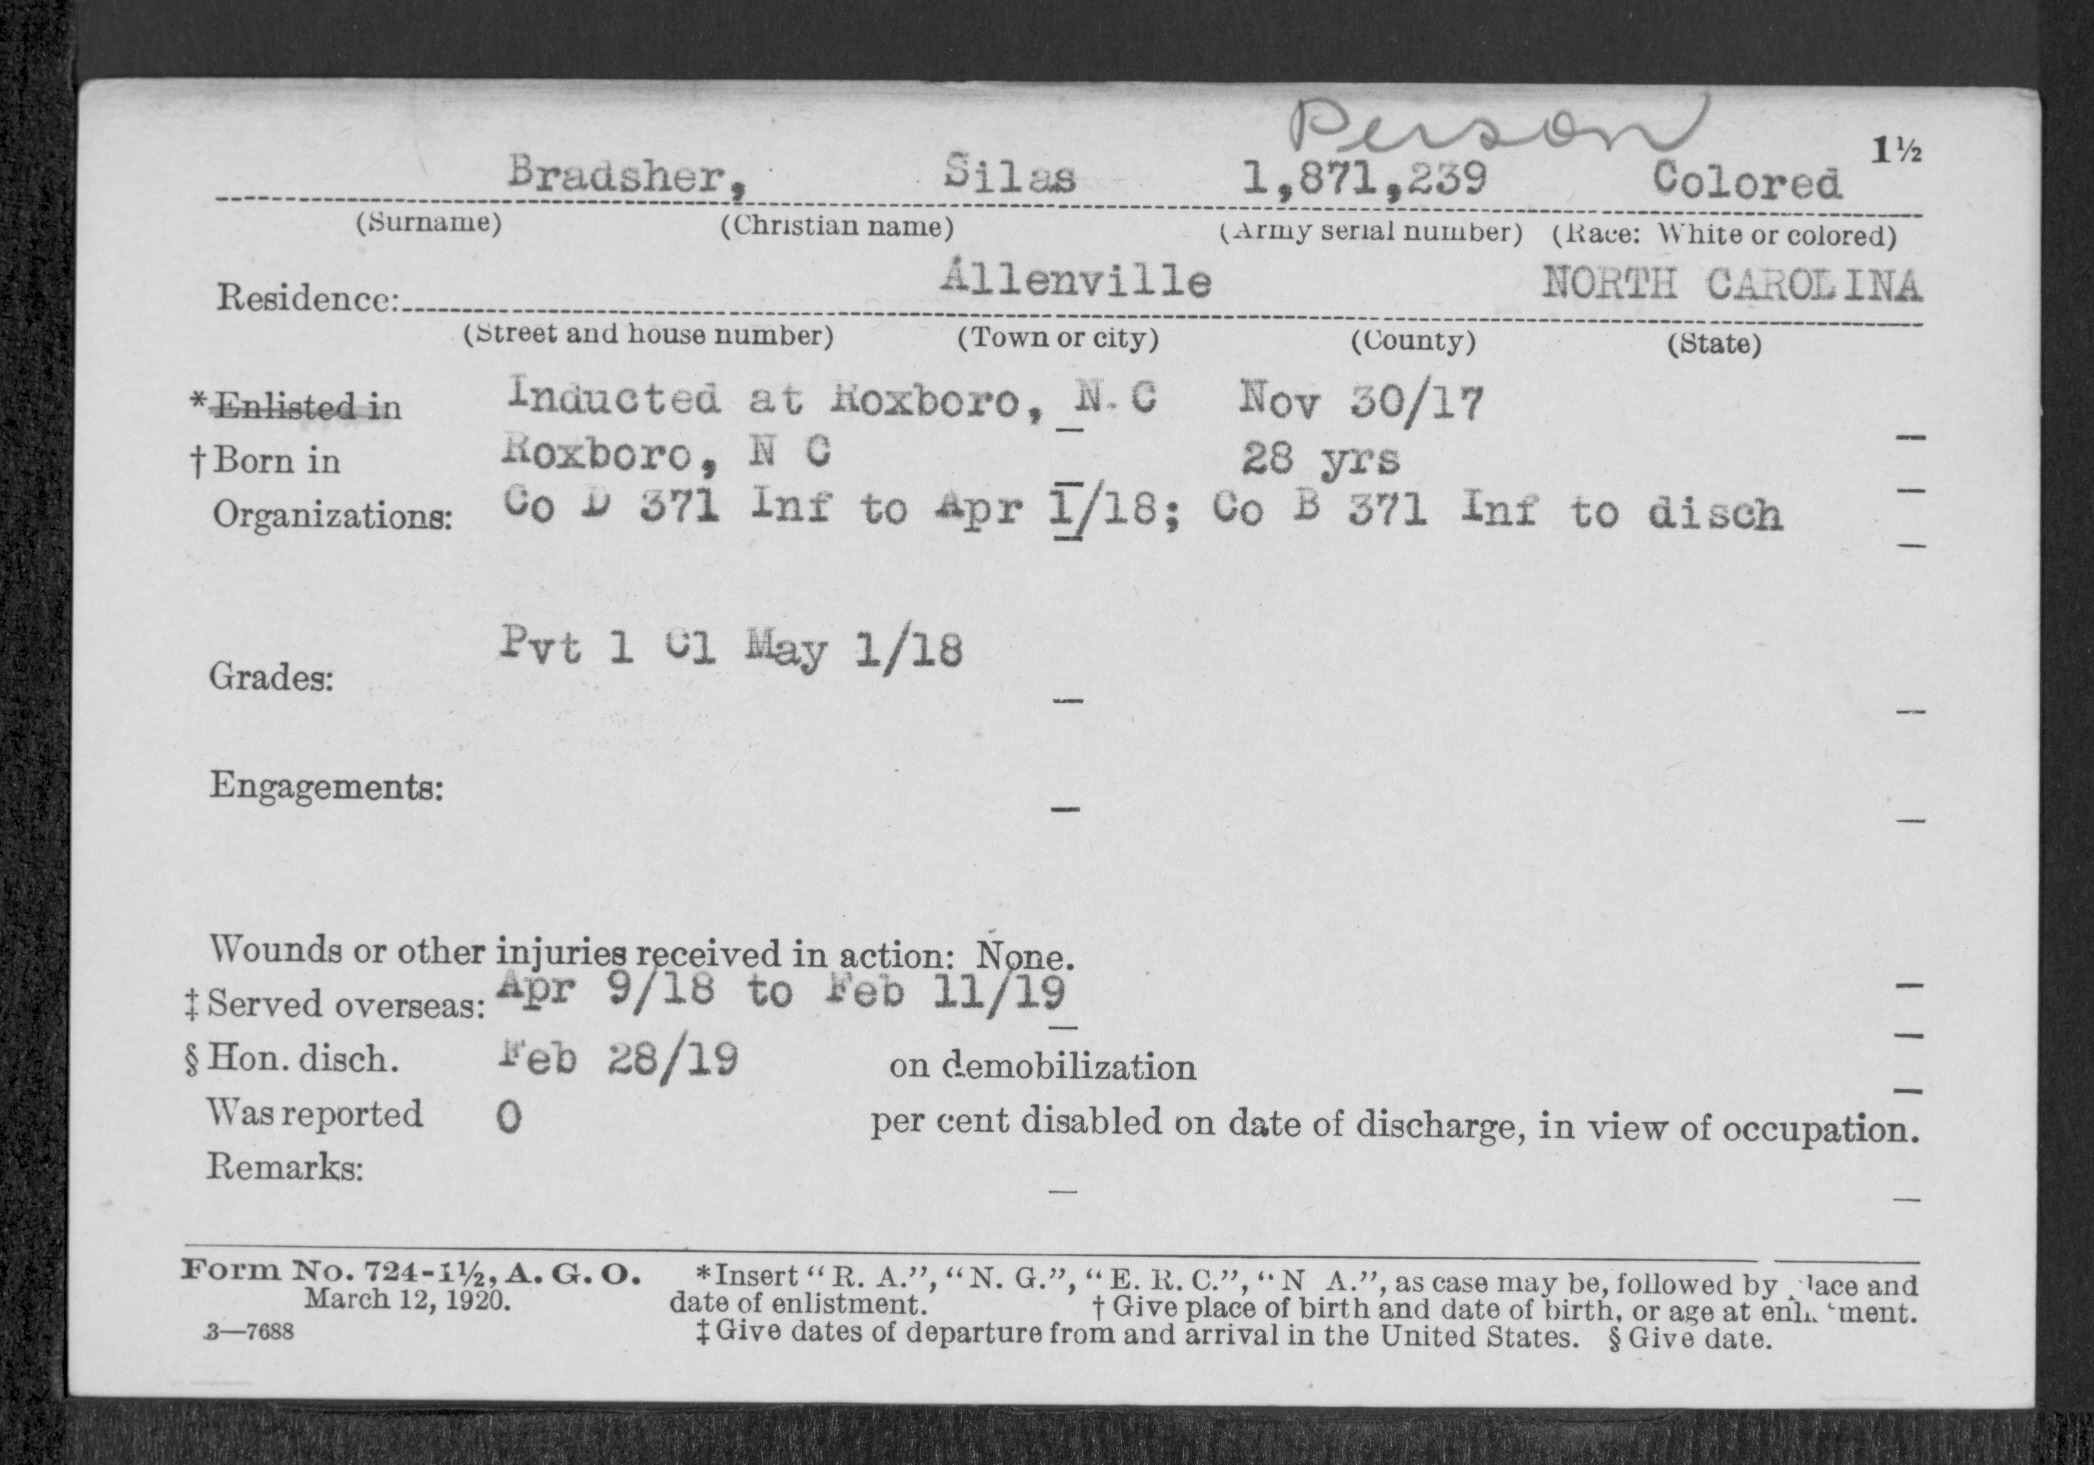 Person
1½
Bradsher, Silas 1,871,239 Colored
(Surname) (Christian name) (Army serial number) (Race: White or colored)
Allenville NORTH CAROLINA
Residence:
(Street and house number) (Town or city) (County) (State)
*Enlisted in Inducted at Roxboro, N.C Nov 30/17
†Born in Roxboro, N C 28 yrs
Organizations: Co D 371 Inf to Apr 1/18; Co B 371 Inf to disch
Pvt 1 Cl May 1/18
Grades:
Engagements:
Wounds or other injuries received in action: None.
‡Served overseas: Apr 9/18 to Feb 11/19
§Hon. disch. Feb 28/19 on demobilization
Was reported 0 per cent disabled on date of discharge, in view of occupation.
Remarks:
Form No. 724-1½, A. G. O. *Insert "R. A.", "N. G.", "E. R. C.", "N A.", as case may be, followed by place and
March 12, 1920. date of enlistment. †Give place of birth and date of birth, or age at enlistment.
3—7688 ‡Give dates of departure from and arrival in the United States. §Give date.